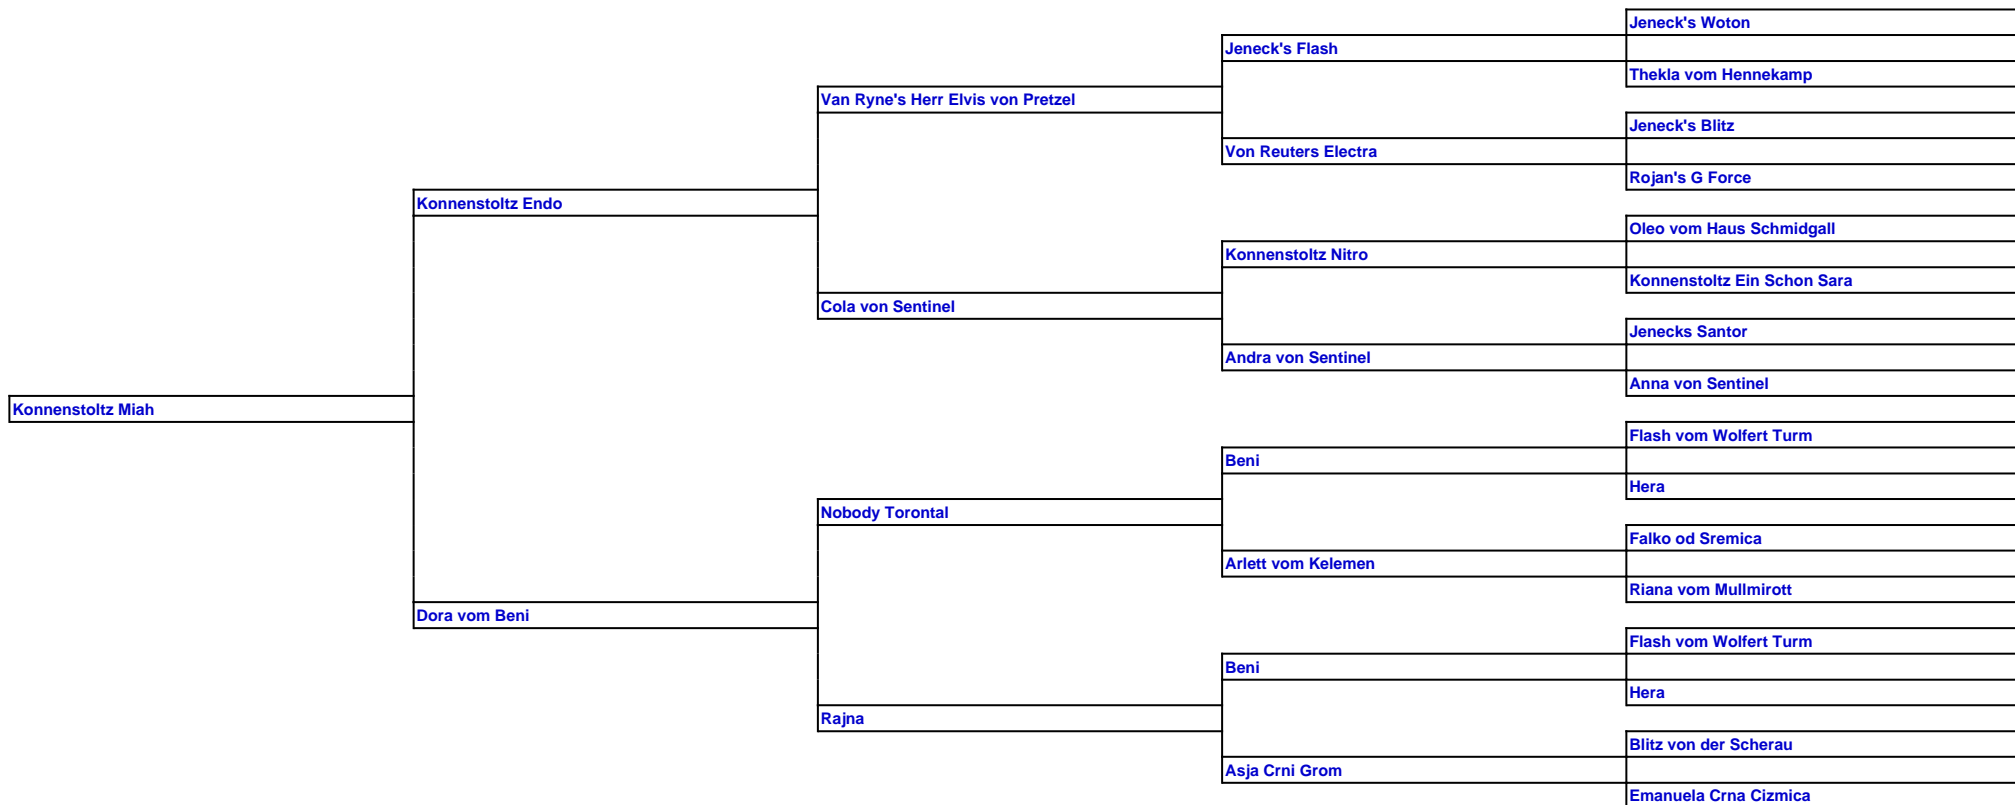 Jeneck's Woton
Jeneck's Flash
Thekla vom Hennekamp
Van Ryne's Herr Elvis von Pretzel
Jeneck's Blitz
Von Reuters Electra
Rojan's G Force
Konnenstoltz Endo
Oleo vom Haus Schmidgall
Konnenstoltz Nitro
Konnenstoltz Ein Schon Sara
Cola von Sentinel
Jenecks Santor
Andra von Sentinel
Anna von Sentinel
Konnenstoltz Miah
Flash vom Wolfert Turm
Beni
Hera
Nobody Torontal
Falko od Sremica
Arlett vom Kelemen
Riana vom Mullmirott
Dora vom Beni
Flash vom Wolfert Turm
Beni
Hera
Rajna
Blitz von der Scherau
Asja Crni Grom
Emanuela Crna Cizmica